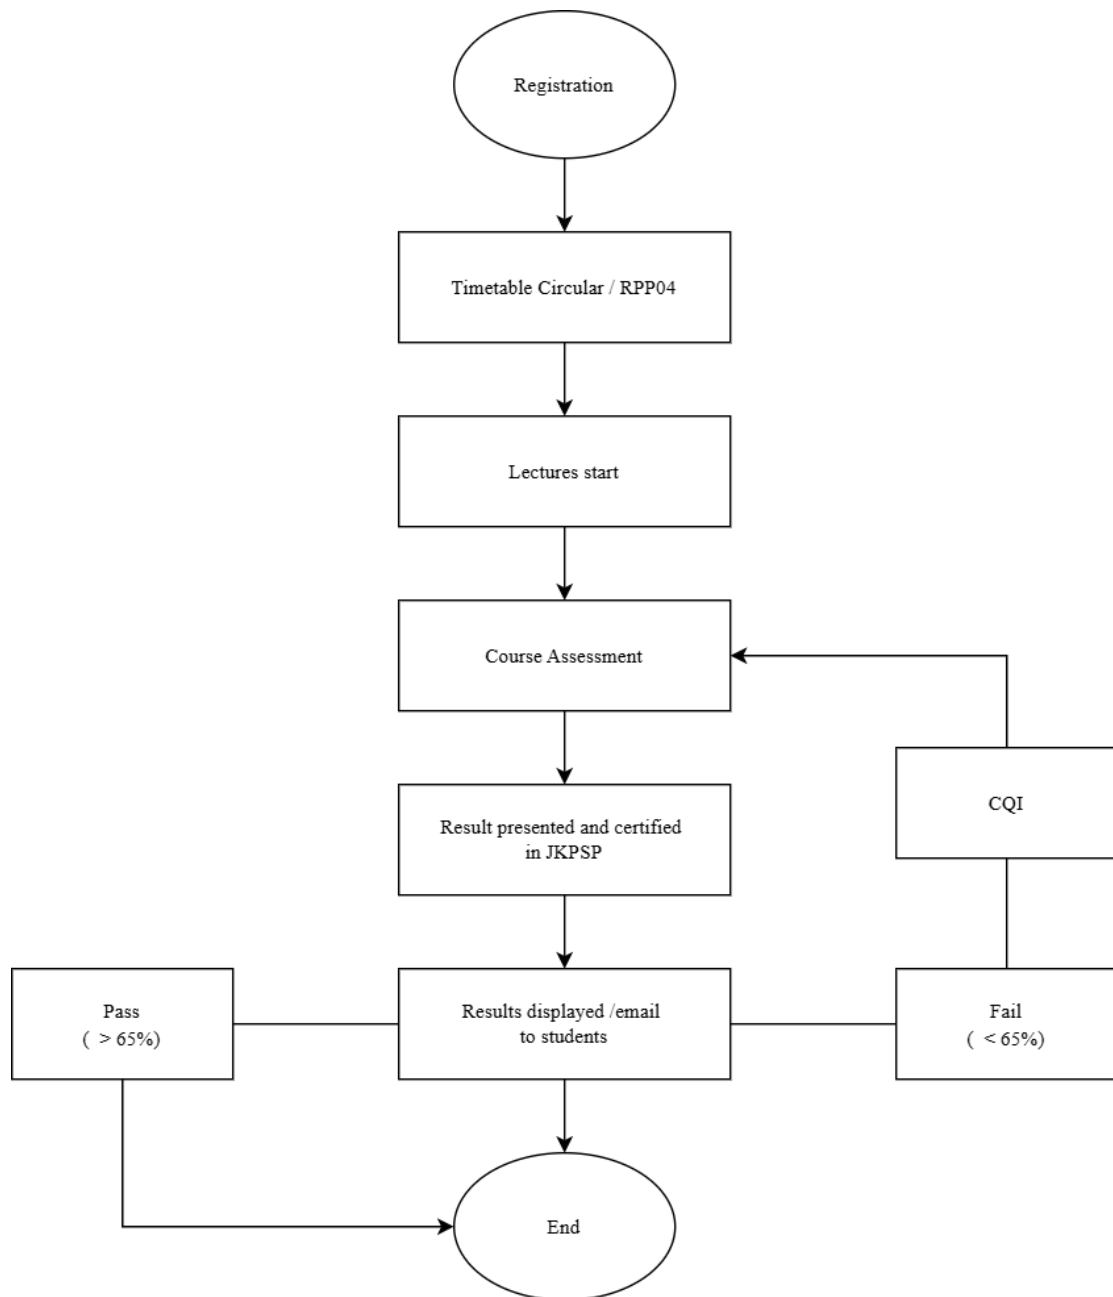 Registration
Timetable Circular / RPP04
Lectures start
Course Assessment
CQI
Result presented and certified
in JKPSP
Pass
( > 65%)
Results displayed /email
to students
Fail
( < 65%)
End